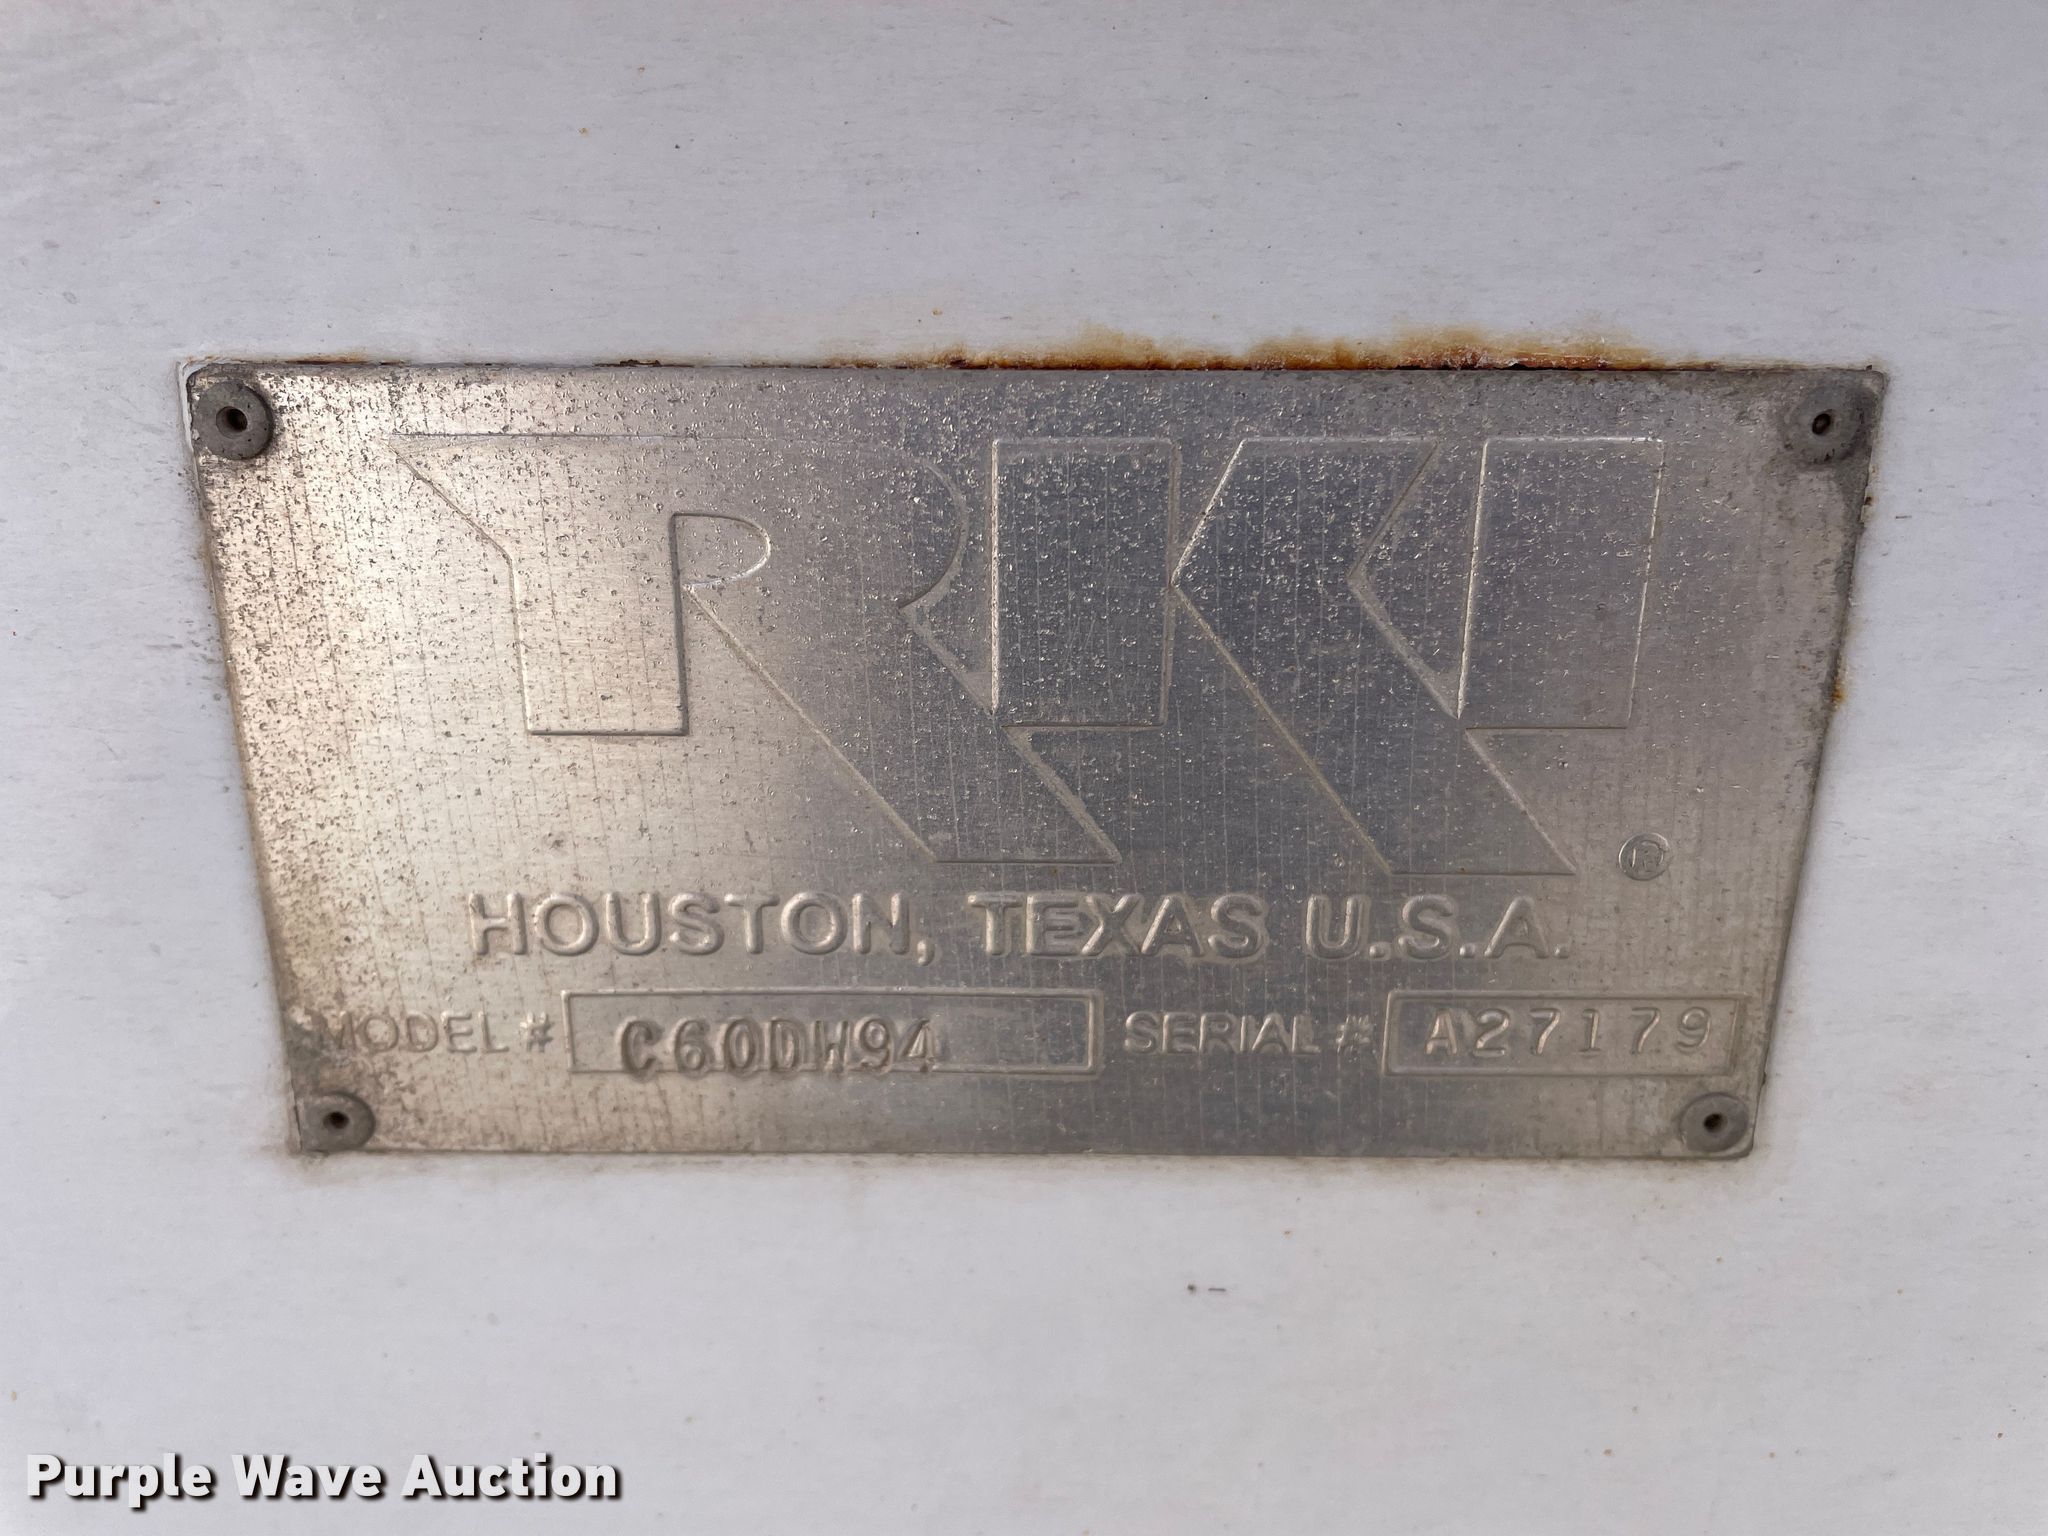 RKI
®
HOUSTON, TEXAS U.S.A.
MODEL # C60DH94 SERIAL # A27179
Purple Wave Auction